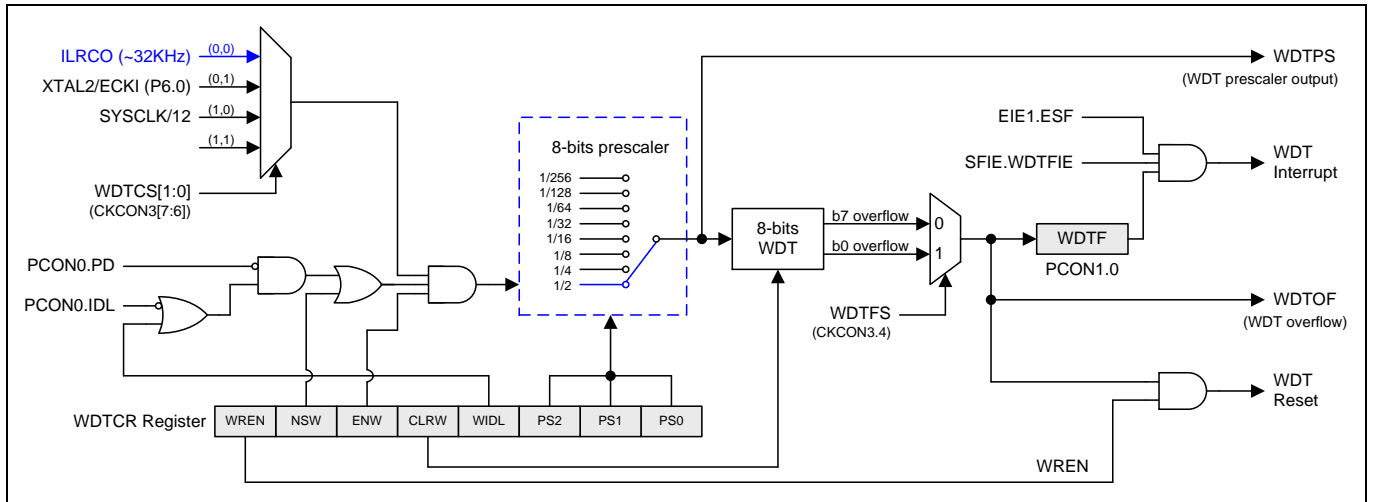 ILRCO (~32KHz)
(0,0)
XTAL2/ECKI (P6.0)
(0,1)
SYSCLK/12
(1,0)
(1,1)
WDTCS[1:0]
(CKCON3[7:6])
PCON0.PD
PCON0.IDL
8-bits prescaler
1/256
1/128
1/64
1/32
1/16
1/8
1/4
1/2
8-bits
WDT
b7 overflow
b0 overflow
0
1
WDTFS
(CKCON3.4)
WDTPS
(WDT prescaler output)
EIE1.ESF
SFIE.WDTFIE
WDT
Interrupt
WDTF
PCON1.0
WDTOF
(WDT overflow)
WDT
Reset
WDTCR Register
WREN
NSW
ENW
CLRW
WIDL
PS2
PS1
PS0
WREN